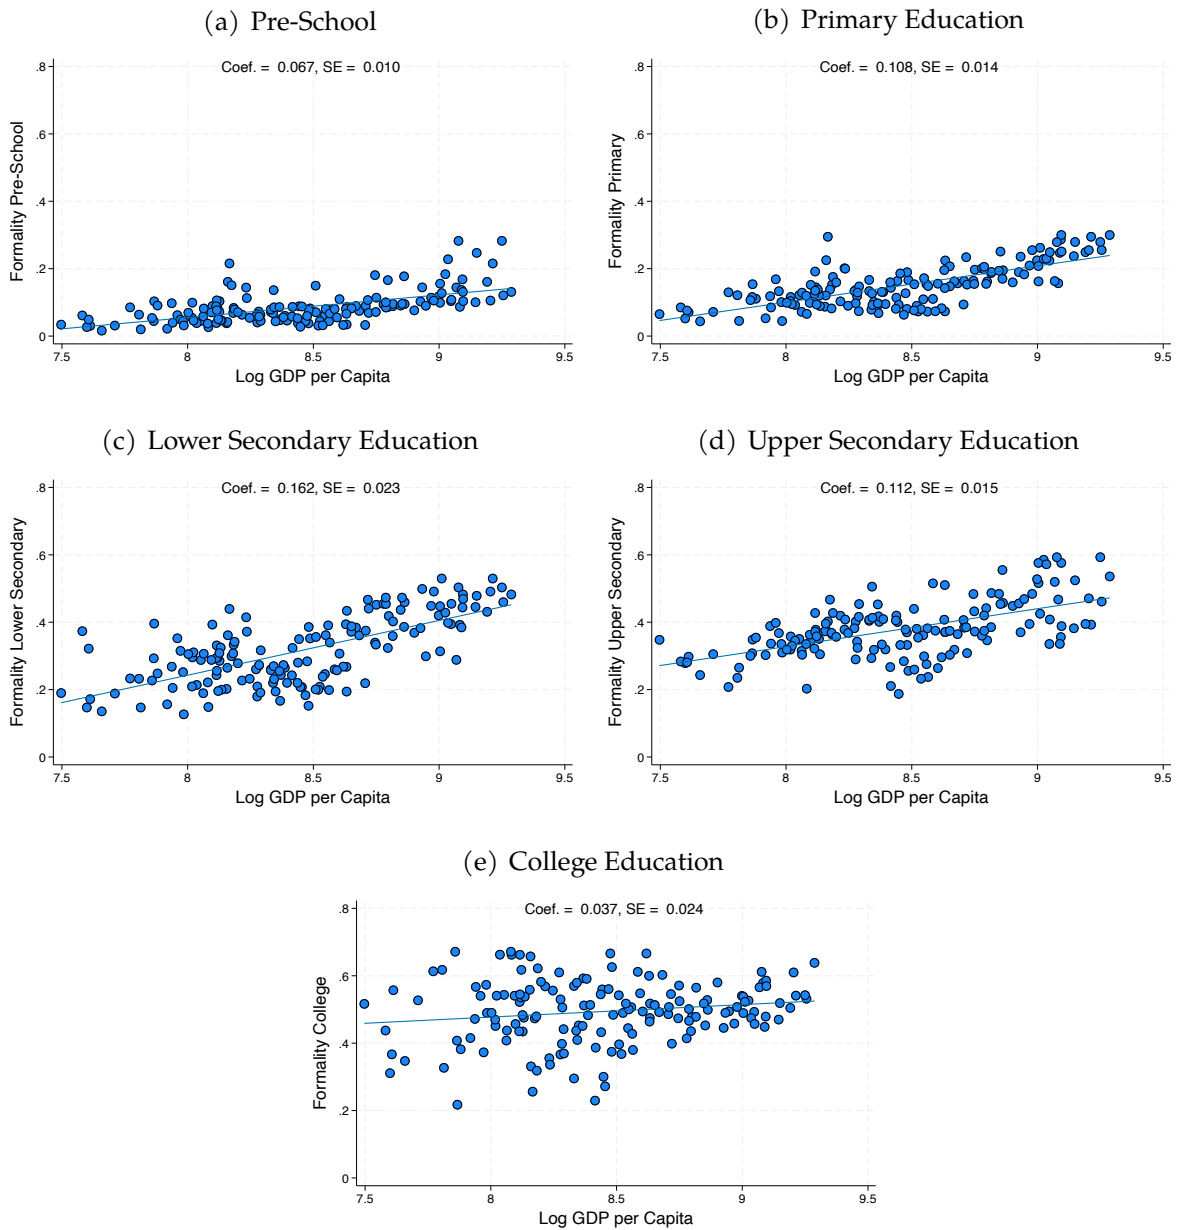 (a) Pre-School
Coef. = 0.067, SE = 0.010
Formality Pre-School
.8
.6
.4
.2
0
7.5 8 8.5 9 9.5
Log GDP per Capita
(b) Primary Education
Coef. = 0.108, SE = 0.014
Formality Primary
.8
.6
.4
.2
0
7.5 8 8.5 9 9.5
Log GDP per Capita
(c) Lower Secondary Education
Coef. = 0.162, SE = 0.023
Formality Lower Secondary
.8
.6
.4
.2
0
7.5 8 8.5 9 9.5
Log GDP per Capita
(d) Upper Secondary Education
Coef. = 0.112, SE = 0.015
Formality Upper Secondary
.8
.6
.4
.2
0
7.5 8 8.5 9 9.5
Log GDP per Capita
(e) College Education
Coef. = 0.037, SE = 0.024
Formality College
.8
.6
.4
.2
0
7.5 8 8.5 9 9.5
Log GDP per Capita